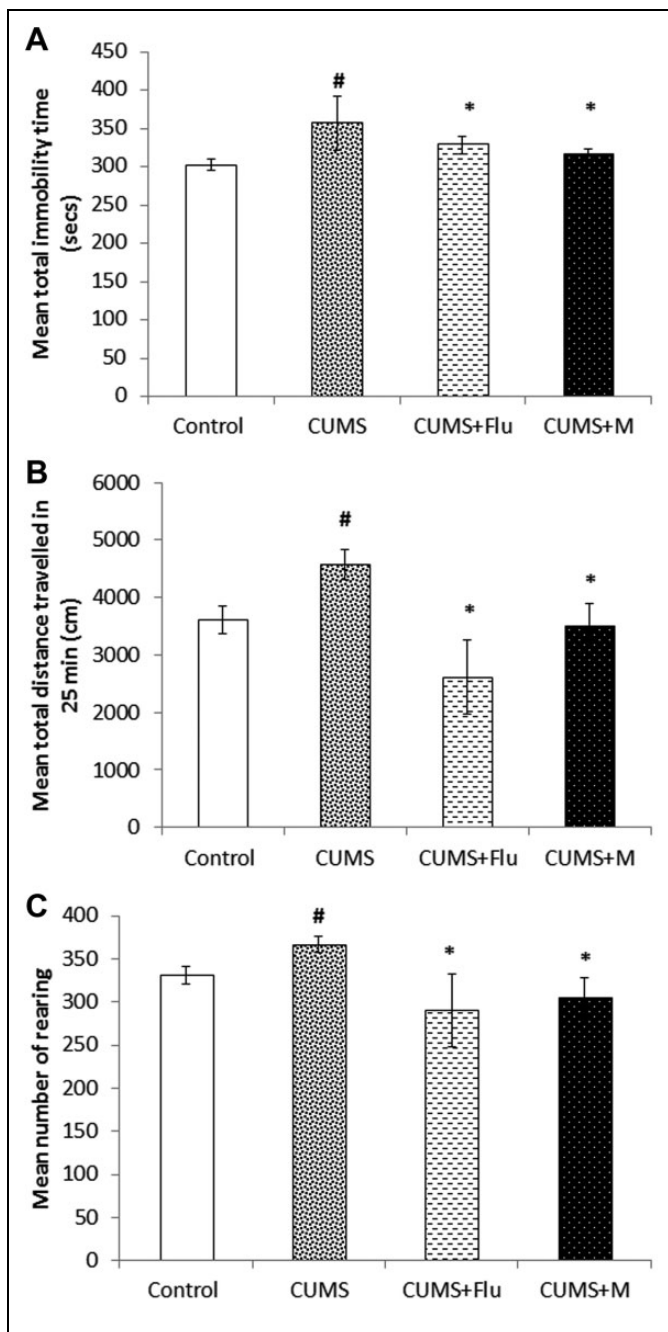 A
Mean total immobility time
(secs)
450
400
350
300
250
200
150
100
50
0
#
*
*
Control
CUMS
CUMS+Flu
CUMS+M
B
Mean total distance travelled in
25 min (cm)
6000
5000
4000
3000
2000
1000
0
#
*
*
Control
CUMS
CUMS+Flu
CUMS+M
C
Mean number of rearing
400
350
300
250
200
150
100
50
0
#
*
*
Control
CUMS
CUMS+Flu
CUMS+M